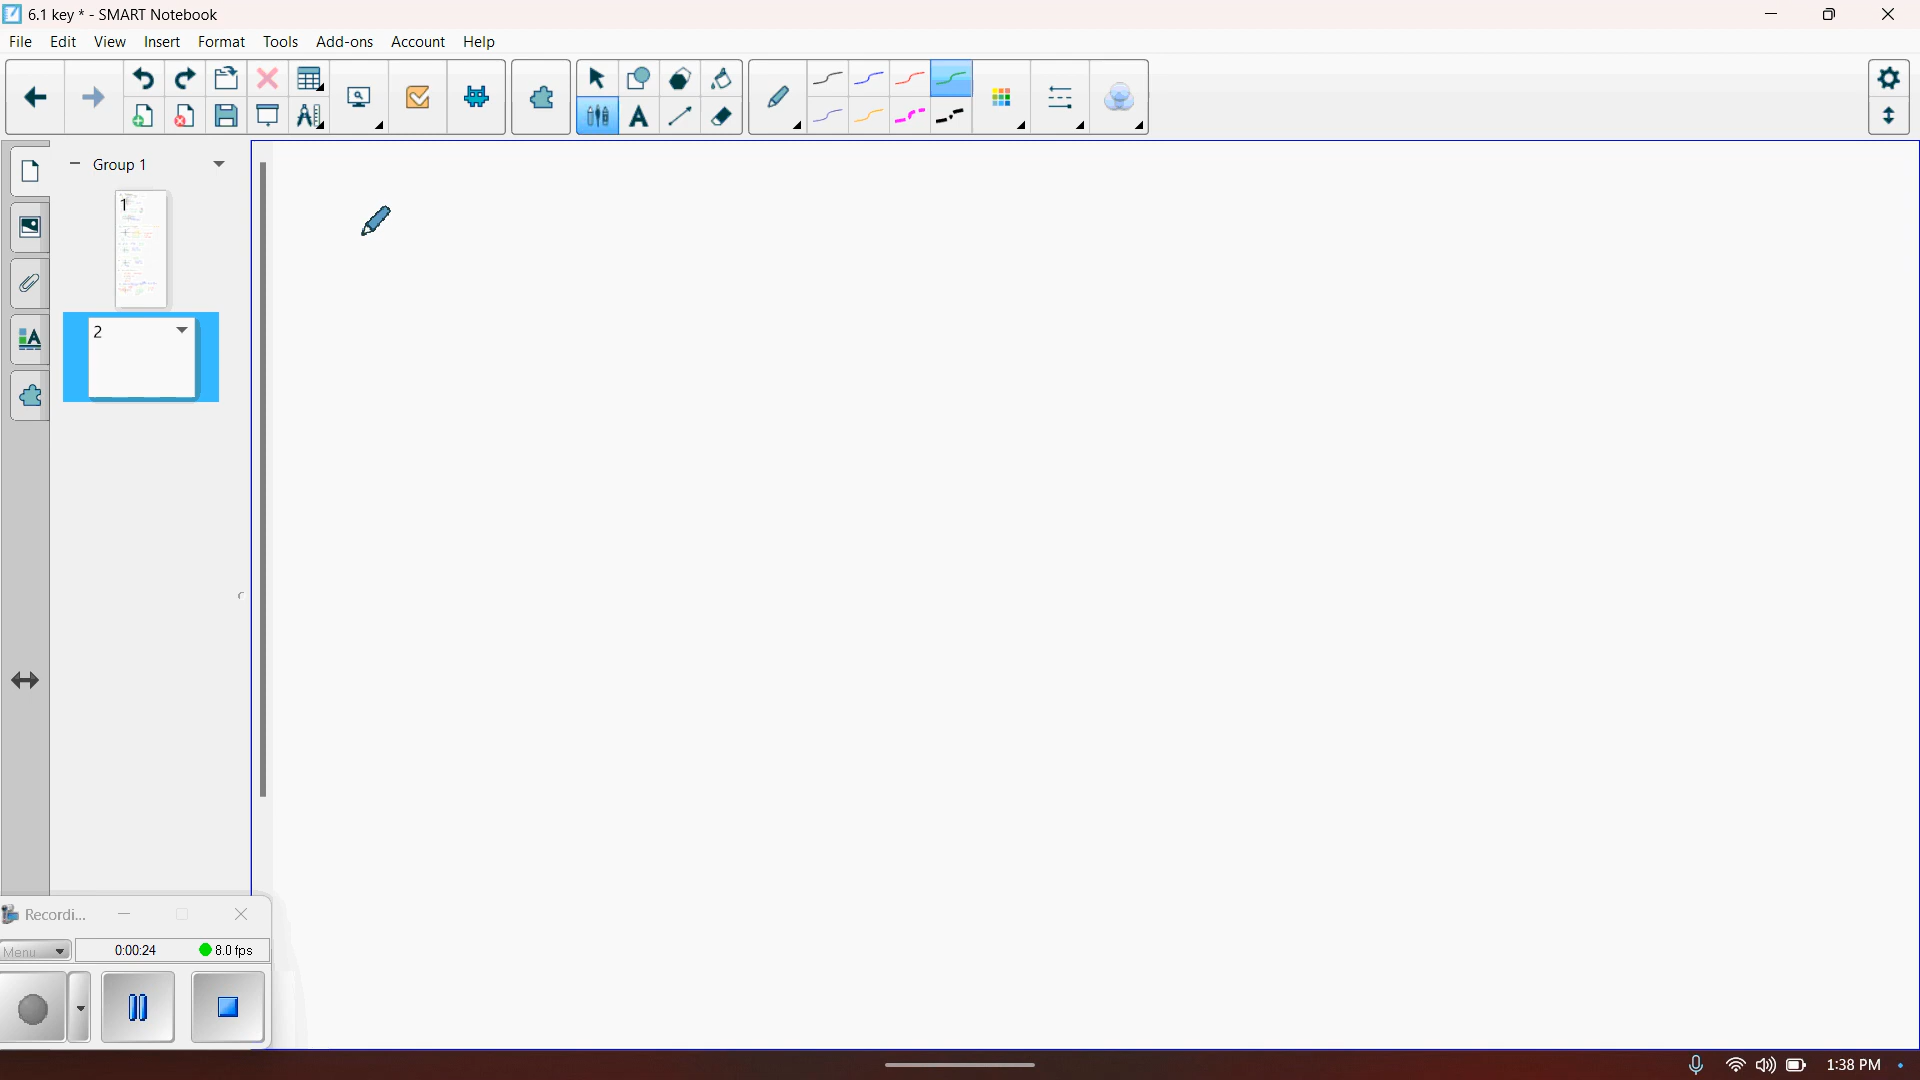 6.1 key * - SMART Notebook
File Edit View Insert Format Tools Add-ons Account Help
A
Group 1
1
2
A
Recordi...
Menu 0:00:24 8.0 fps
1:38 PM